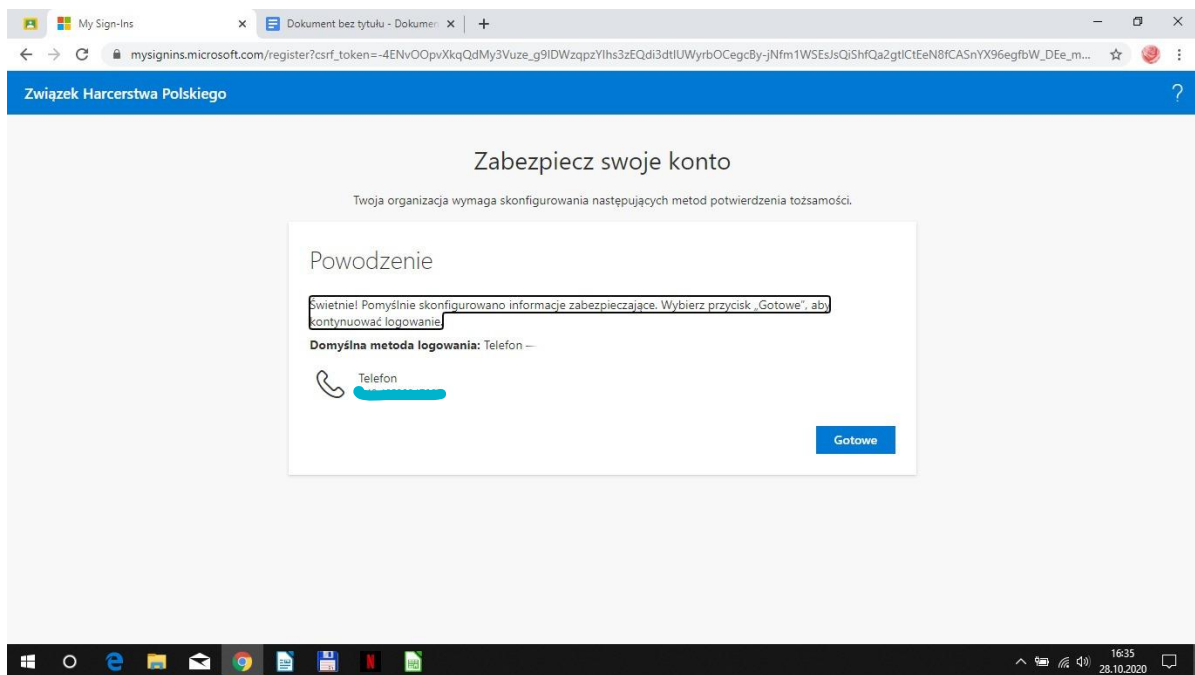 My Sign-Ins
Dokument bez tytułu - Dokumen
mysignins.microsoft.com/register?csrf_token=-4ENvOOpvXkqQdMy3Vuze_g9IDWzqpzYIhs3zEQdi3dtIUWyrbOCegcBy-jNfm1WSEsJsQiShfQa2gtlCtEeN8fCASnYX96egfbW_DEe_m...
Związek Harcerstwa Polskiego
?
Zabezpiecz swoje konto
Twoja organizacja wymaga skonfigurowania następujących metod potwierdzenia tożsamości.
Powodzenie
Świetnie! Pomyślnie skonfigurowano informacje zabezpieczające. Wybierz przycisk „Gotowe”, aby
kontynuować logowanie.
Domyślna metoda logowania: Telefon —
Telefon
Gotowe
16:35
28.10.2020